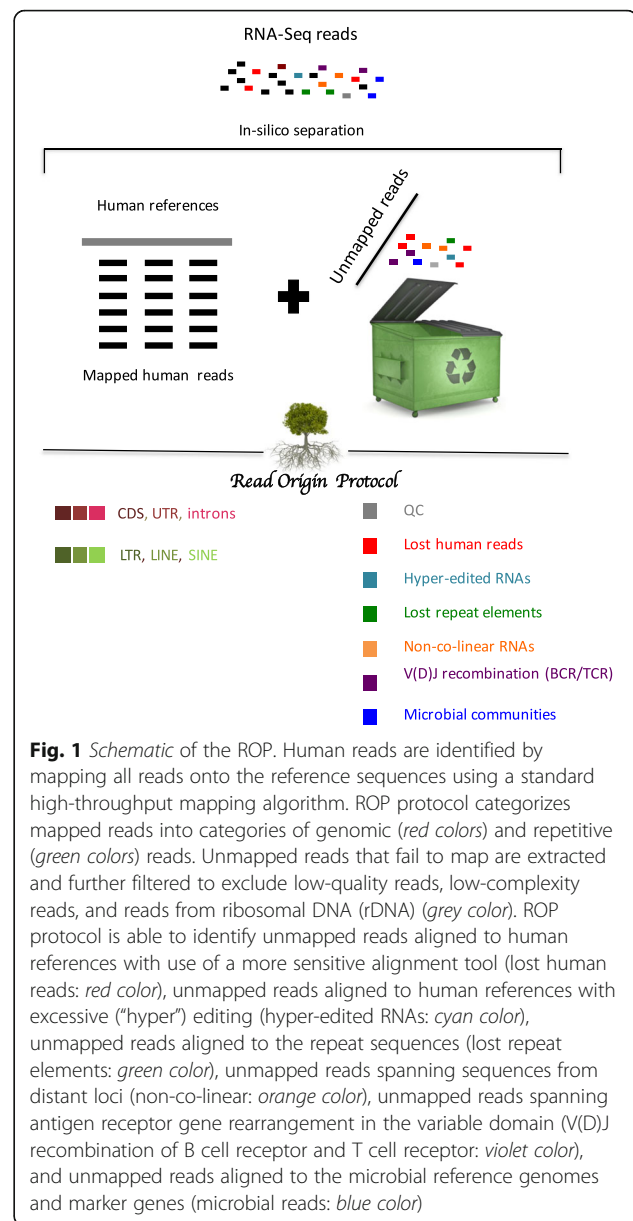 RNA-Seq reads
In-silico separation
Human references
Unmapped reads
Mapped human reads
Read Origin Protocol
CDS, UTR, introns
LTR, LINE, SINE
QC
Lost human reads
Hyper-edited RNAs
Lost repeat elements
Non-co-linear RNAs
V(D)J recombination (BCR/TCR)
Microbial communities
Fig. 1 Schematic of the ROP. Human reads are identified by
mapping all reads onto the reference sequences using a standard
high-throughput mapping algorithm. ROP protocol categorizes
mapped reads into categories of genomic (red colors) and repetitive
(green colors) reads. Unmapped reads that fail to map are extracted
and further filtered to exclude low-quality reads, low-complexity
reads, and reads from ribosomal DNA (rDNA) (grey color). ROP
protocol is able to identify unmapped reads aligned to human
references with use of a more sensitive alignment tool (lost human
reads: red color), unmapped reads aligned to human references with
excessive (“hyper”) editing (hyper-edited RNAs: cyan color),
unmapped reads aligned to the repeat sequences (lost repeat
elements: green color), unmapped reads spanning sequences from
distant loci (non-co-linear: orange color), unmapped reads spanning
antigen receptor gene rearrangement in the variable domain (V(D)J
recombination of B cell receptor and T cell receptor: violet color),
and unmapped reads aligned to the microbial reference genomes
and marker genes (microbial reads: blue color)